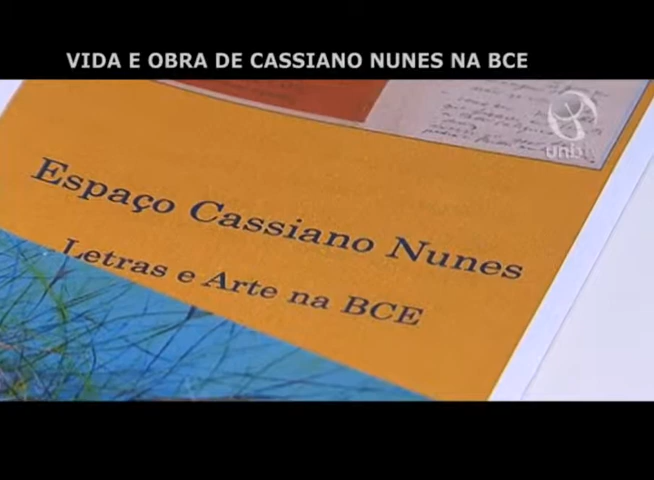 VIDA E OBRA DE CASSIANO NUNES NA BCE
unb
Espaço Cassiano Nunes
Letras e Arte na BCE